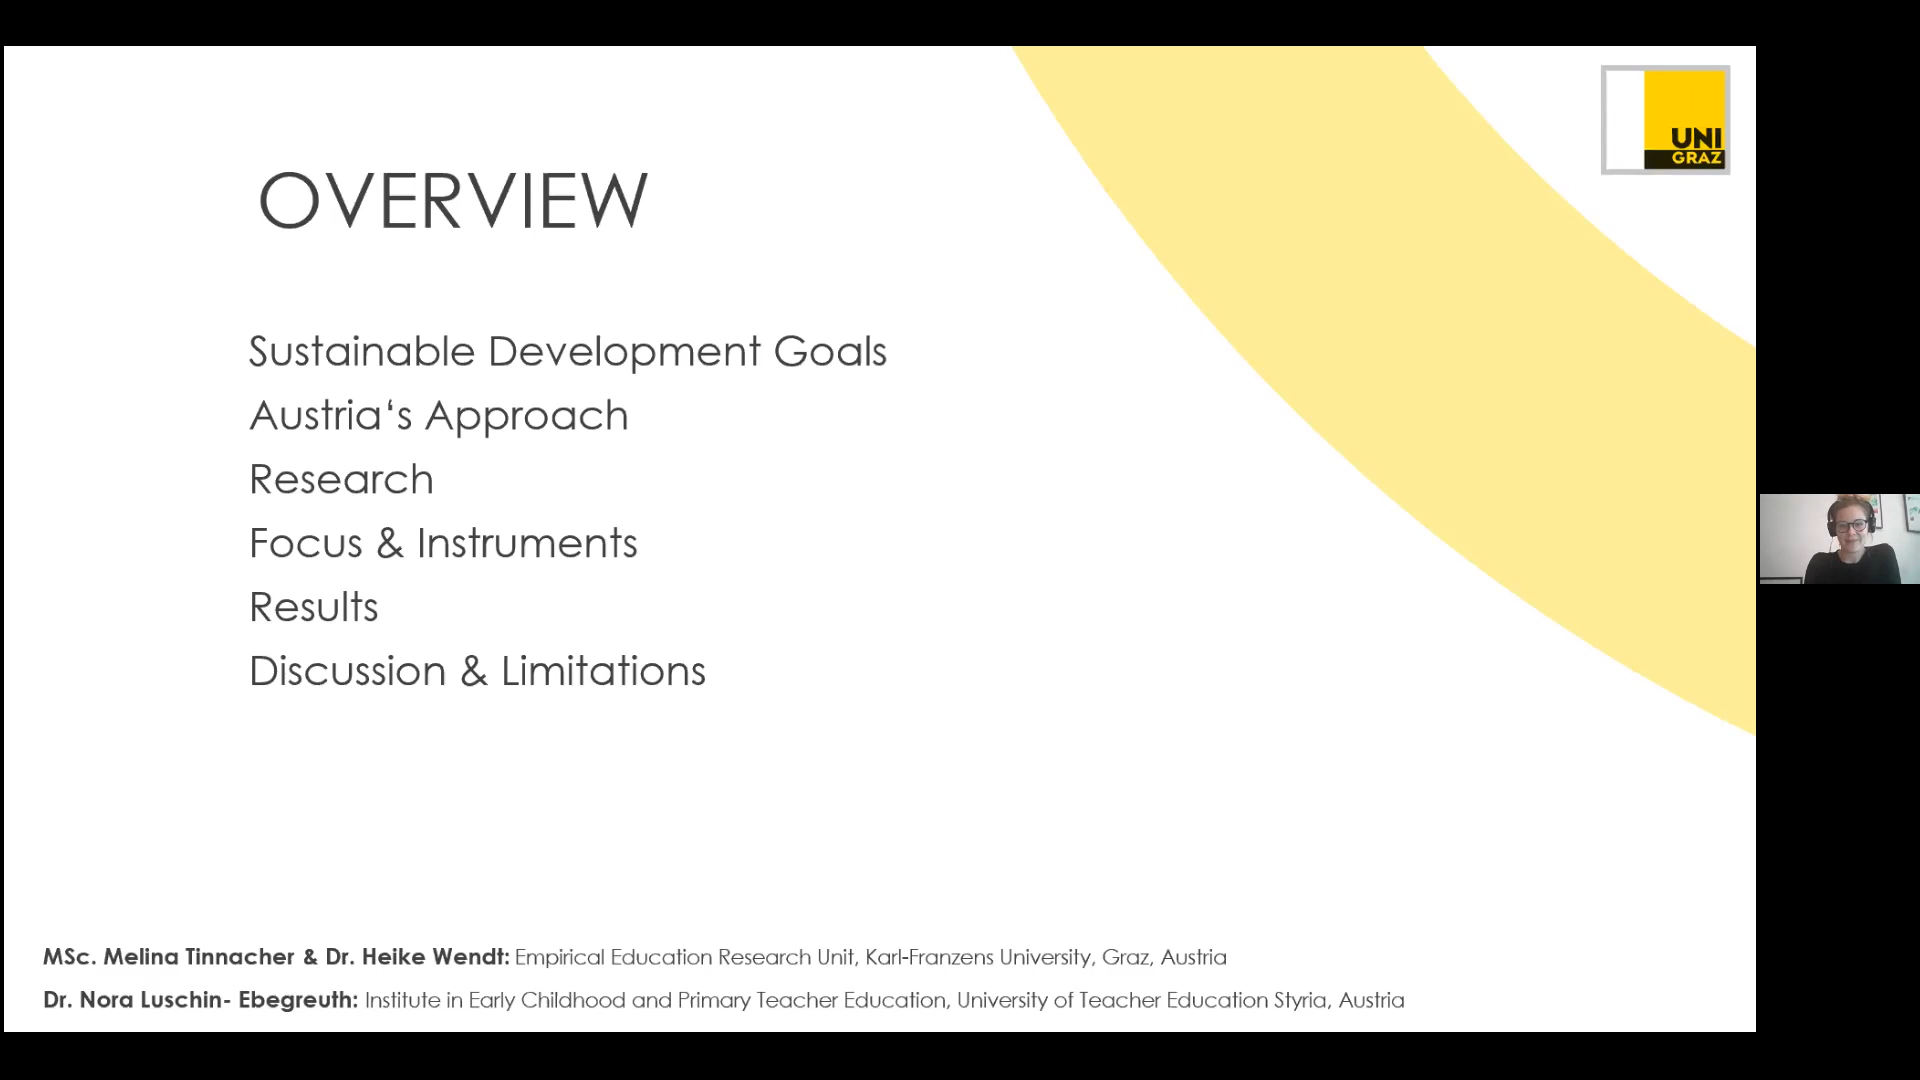 UNI
GRAZ
OVERVIEW
Sustainable Development Goals
Austria‘s Approach
Research
Focus & Instruments
Results
Discussion & Limitations
MSc. Melina Tinnacher & Dr. Heike Wendt: Empirical Education Research Unit, Karl-Franzens University, Graz, Austria
Dr. Nora Luschin- Ebegreuth: Institute in Early Childhood and Primary Teacher Education, University of Teacher Education Styria, Austria